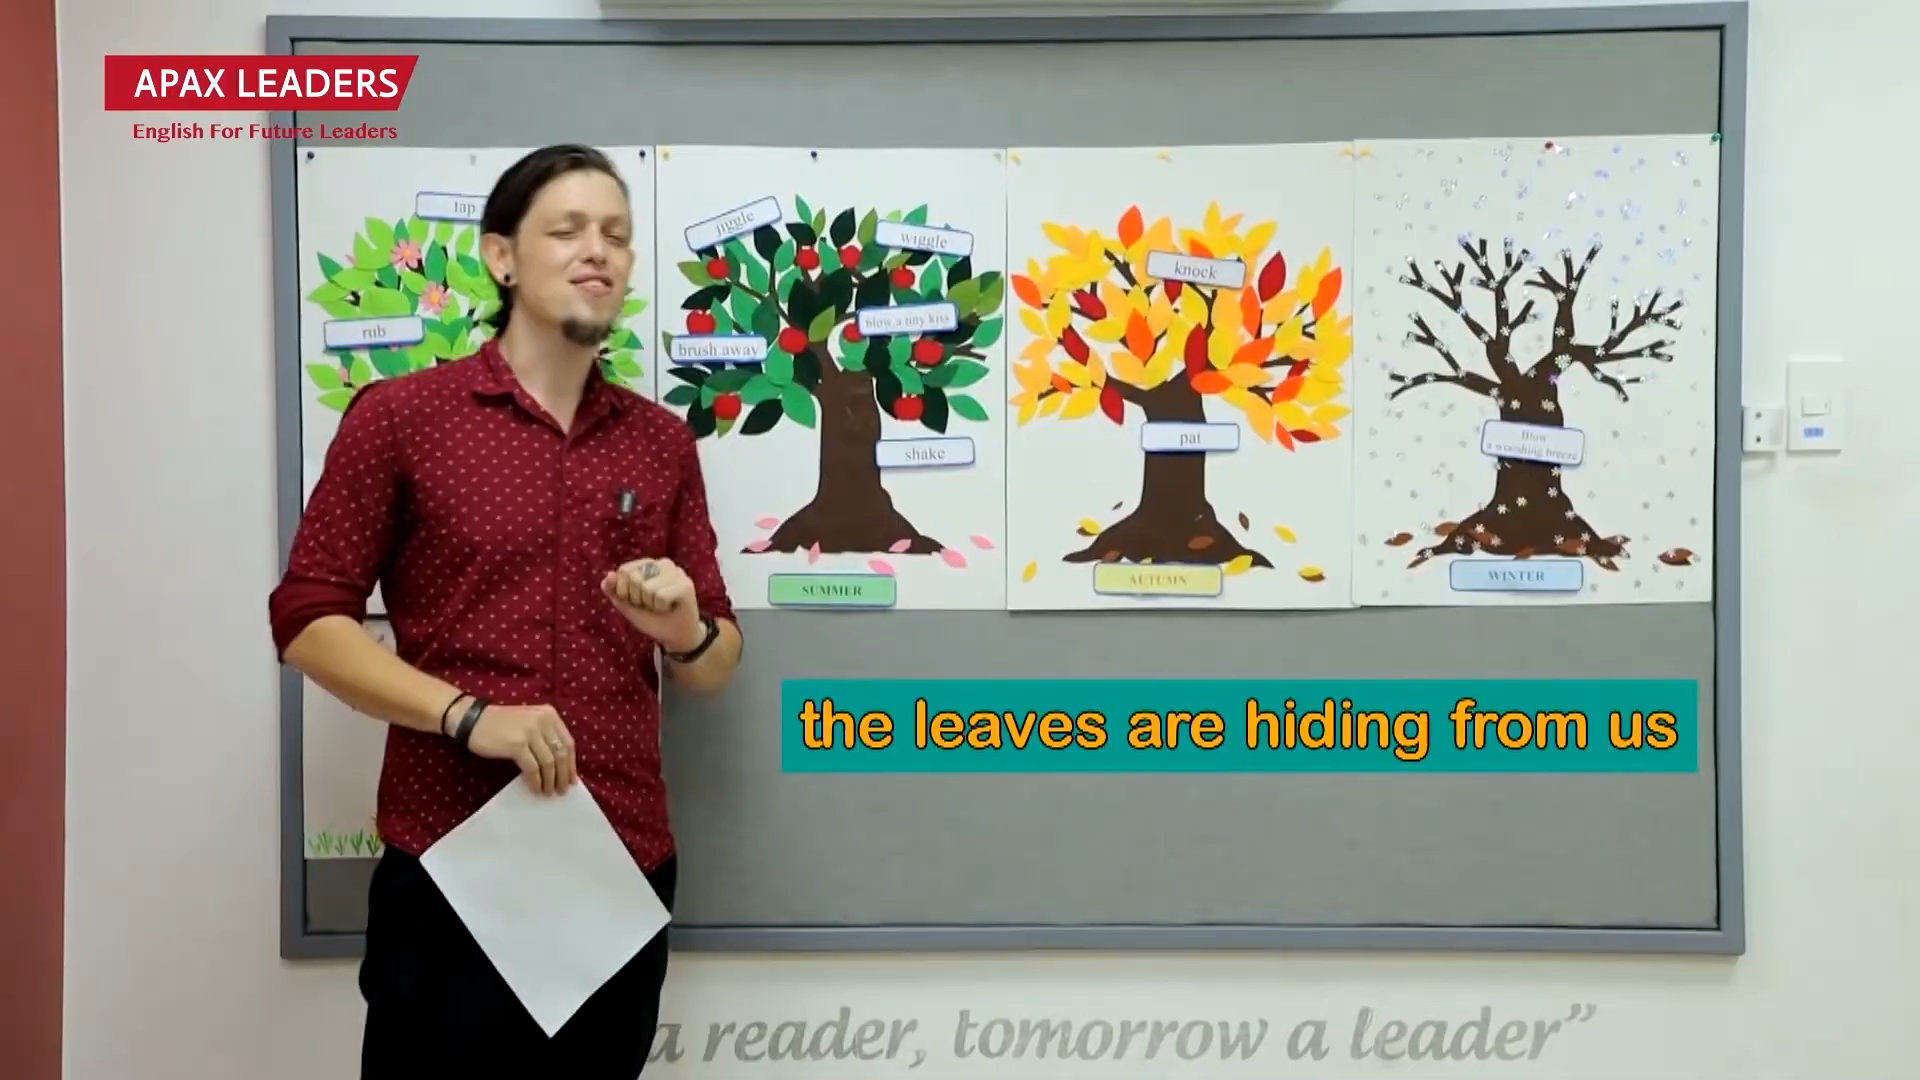 APAX LEADERS
English For Future Leaders
tap
rub
jiggle
wiggle
blow a tiny kiss
brush away
shake
SUMMER
knock
pat
AUTUMN
Blow
a whooshing breeze
WINTER
the leaves are hiding from us
a reader, tomorrow a leader”